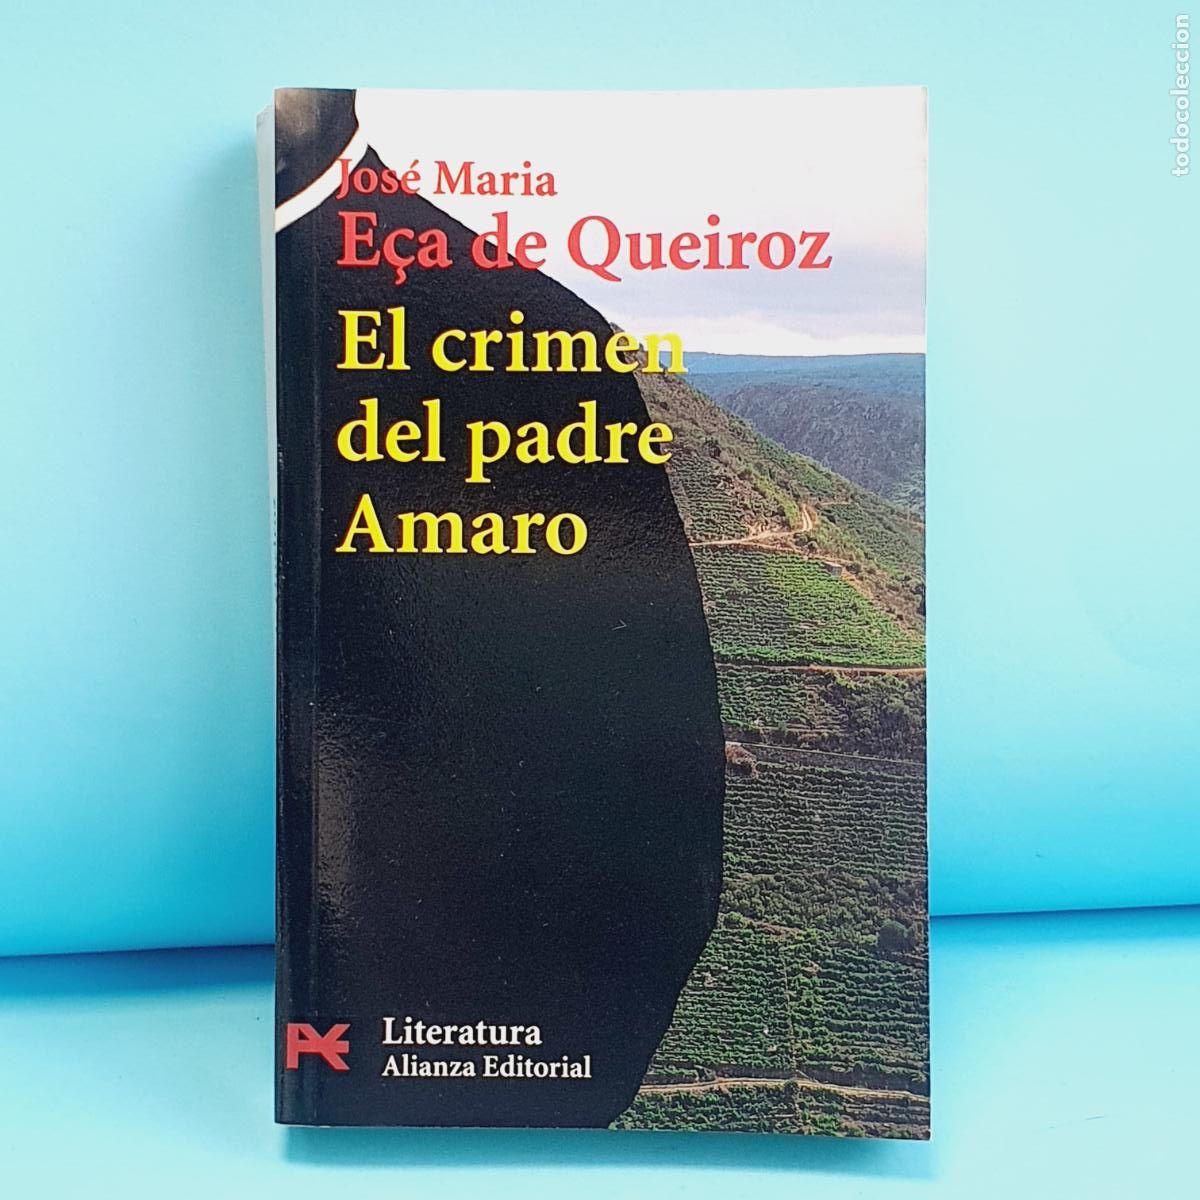 José Maria
Eça de Queiroz
El crimen
del padre
Amaro
Literatura
Alianza Editorial
todocoleccion